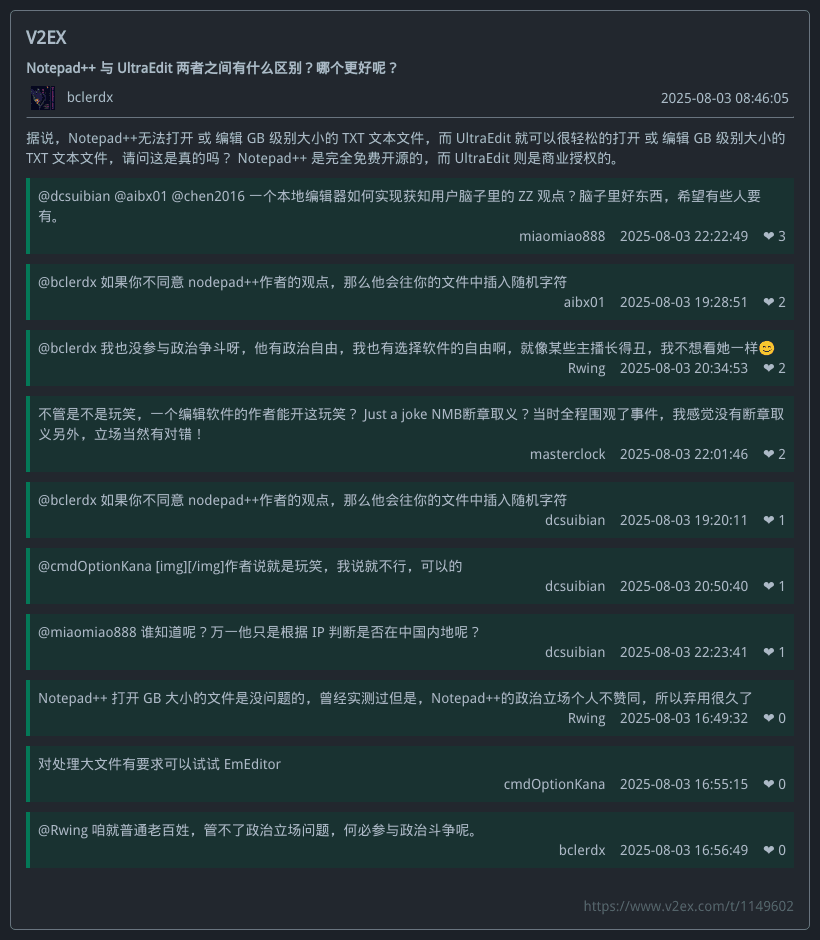 V2EX
Notepad++ 与 UltraEdit 两者之间有什么区别？哪个更好呢？
bclerdx 2025-08-03 08:46:05
据说，Notepad++无法打开 或 编辑 GB 级别大小的 TXT 文本文件，而 UltraEdit 就可以很轻松的打开 或 编辑 GB 级别大小的
TXT 文本文件，请问这是真的吗？ Notepad++ 是完全免费开源的，而 UltraEdit 则是商业授权的。
@dcsuibian @aibx01 @chen2016 一个本地编辑器如何实现获知用户脑子里的 ZZ 观点？脑子里好东西，希望有些人要
有。
miaomiao888 2025-08-03 22:22:49 ❤ 3
@bclerdx 如果你不同意 nodepad++作者的观点，那么他会往你的文件中插入随机字符
aibx01 2025-08-03 19:28:51 ❤ 2
@bclerdx 我也没参与政治争斗呀，他有政治自由，我也有选择软件的自由啊，就像某些主播长得丑，我不想看她一样😊
Rwing 2025-08-03 20:34:53 ❤ 2
不管是不是玩笑，一个编辑软件的作者能开这玩笑？ Just a joke NMB断章取义？当时全程围观了事件，我感觉没有断章取
义另外，立场当然有对错！
masterclock 2025-08-03 22:01:46 ❤ 2
@bclerdx 如果你不同意 nodepad++作者的观点，那么他会往你的文件中插入随机字符
dcsuibian 2025-08-03 19:20:11 ❤ 1
@cmdOptionKana [img][/img]作者说就是玩笑，我说就不行，可以的
dcsuibian 2025-08-03 20:50:40 ❤ 1
@miaomiao888 谁知道呢？万一他只是根据 IP 判断是否在中国内地呢？
dcsuibian 2025-08-03 22:23:41 ❤ 1
Notepad++ 打开 GB 大小的文件是没问题的，曾经实测过但是，Notepad++的政治立场个人不赞同，所以弃用很久了
Rwing 2025-08-03 16:49:32 ❤ 0
对处理大文件有要求可以试试 EmEditor
cmdOptionKana 2025-08-03 16:55:15 ❤ 0
@Rwing 咱就普通老百姓，管不了政治立场问题，何必参与政治斗争呢。
bclerdx 2025-08-03 16:56:49 ❤ 0
https://www.v2ex.com/t/1149602